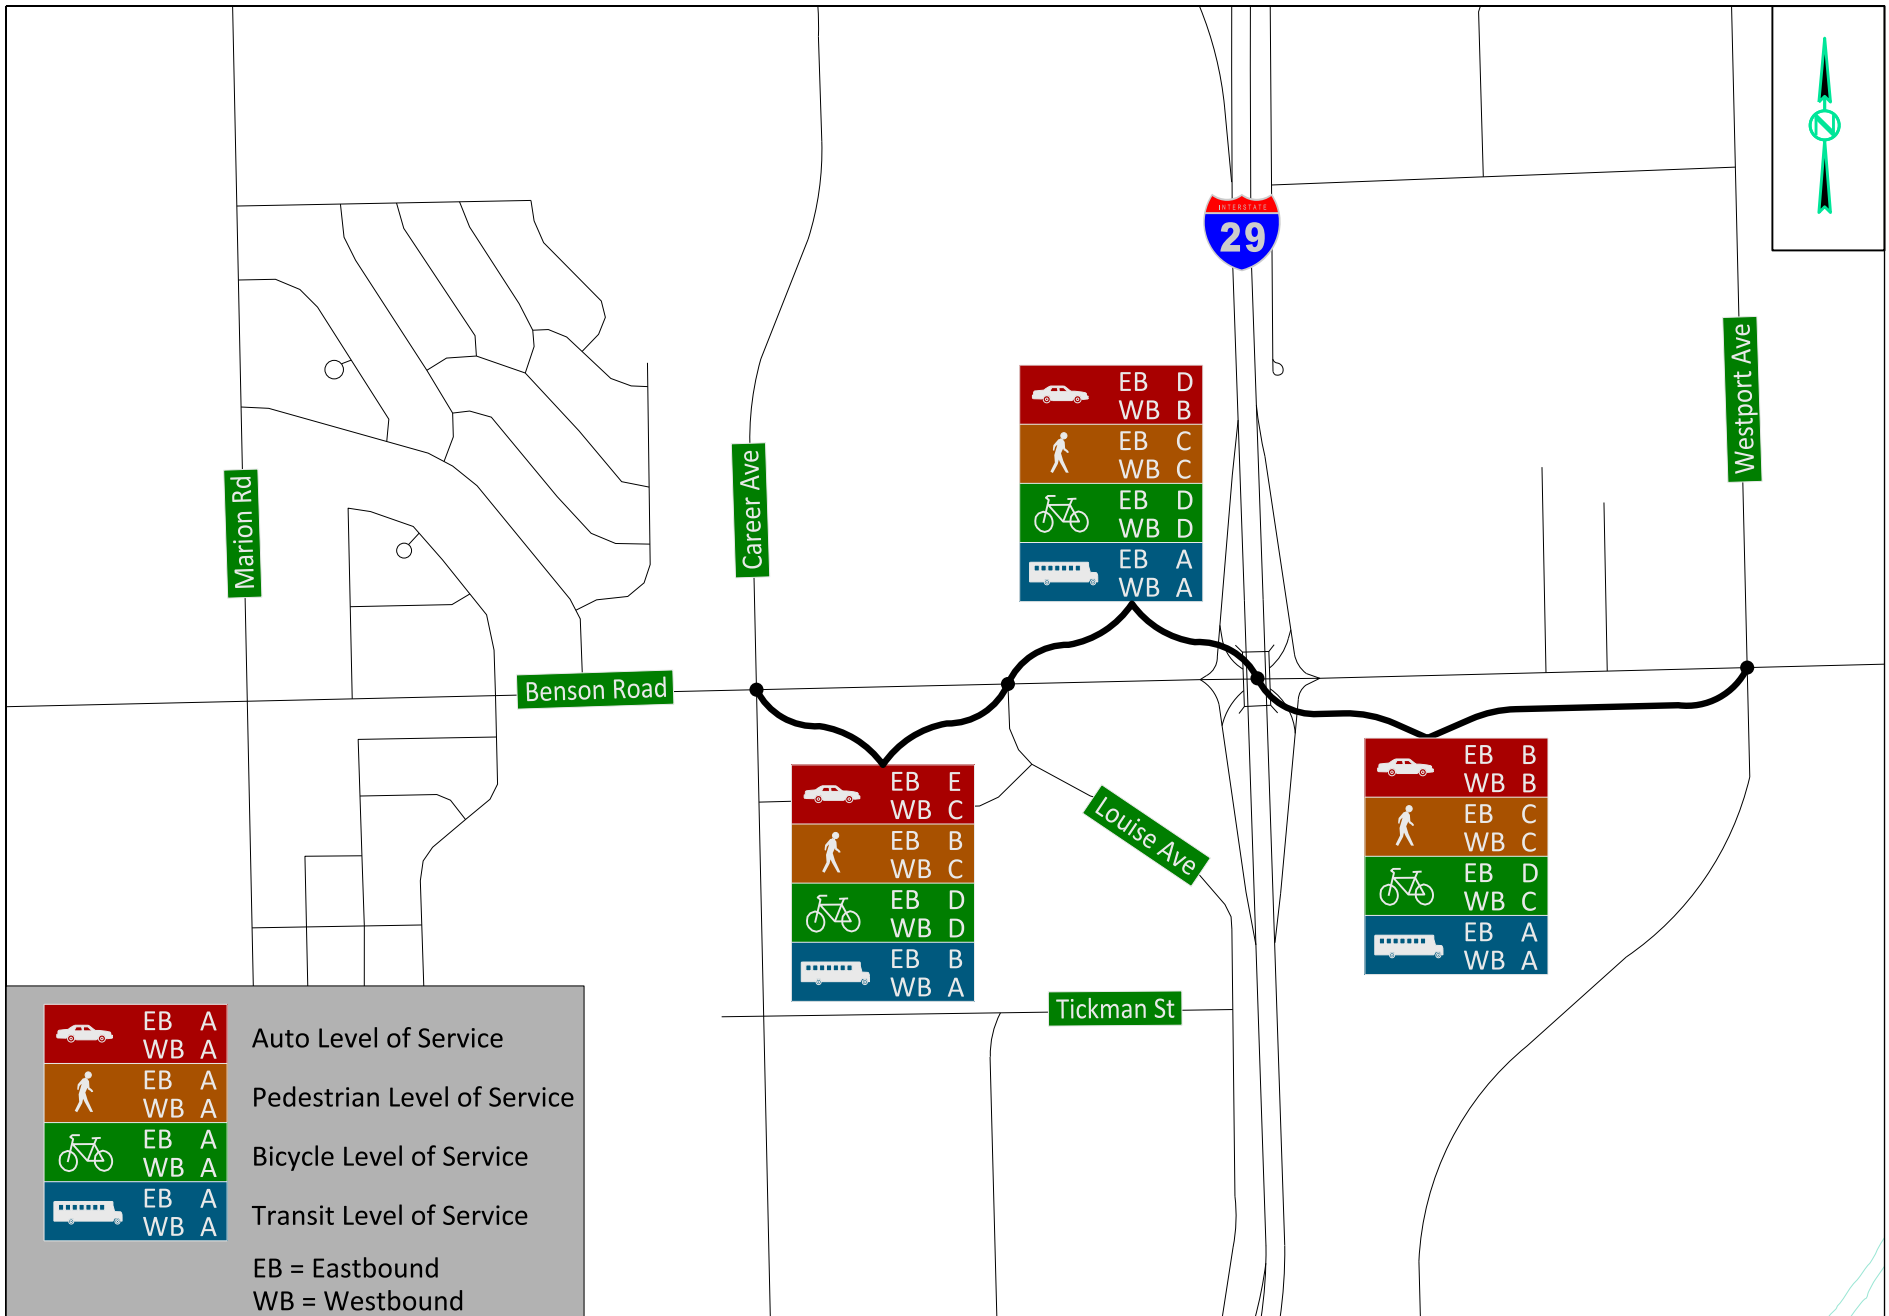 INTERSTATE
29
N
Westport Ave
EB D
WB B
EB C
WB C
EB D
WB D
EB A
WB A
Marion Rd
Career Ave
Benson Road
EB E
WB C
EB B
WB C
EB D
WB D
EB B
WB A
Louise Ave
EB B
WB B
EB C
WB C
EB D
WB C
EB A
WB A
Tickman St
EB A
WB A
Auto Level of Service
EB A
WB A
Pedestrian Level of Service
EB A
WB A
Bicycle Level of Service
EB A
WB A
Transit Level of Service
EB = Eastbound
WB = Westbound